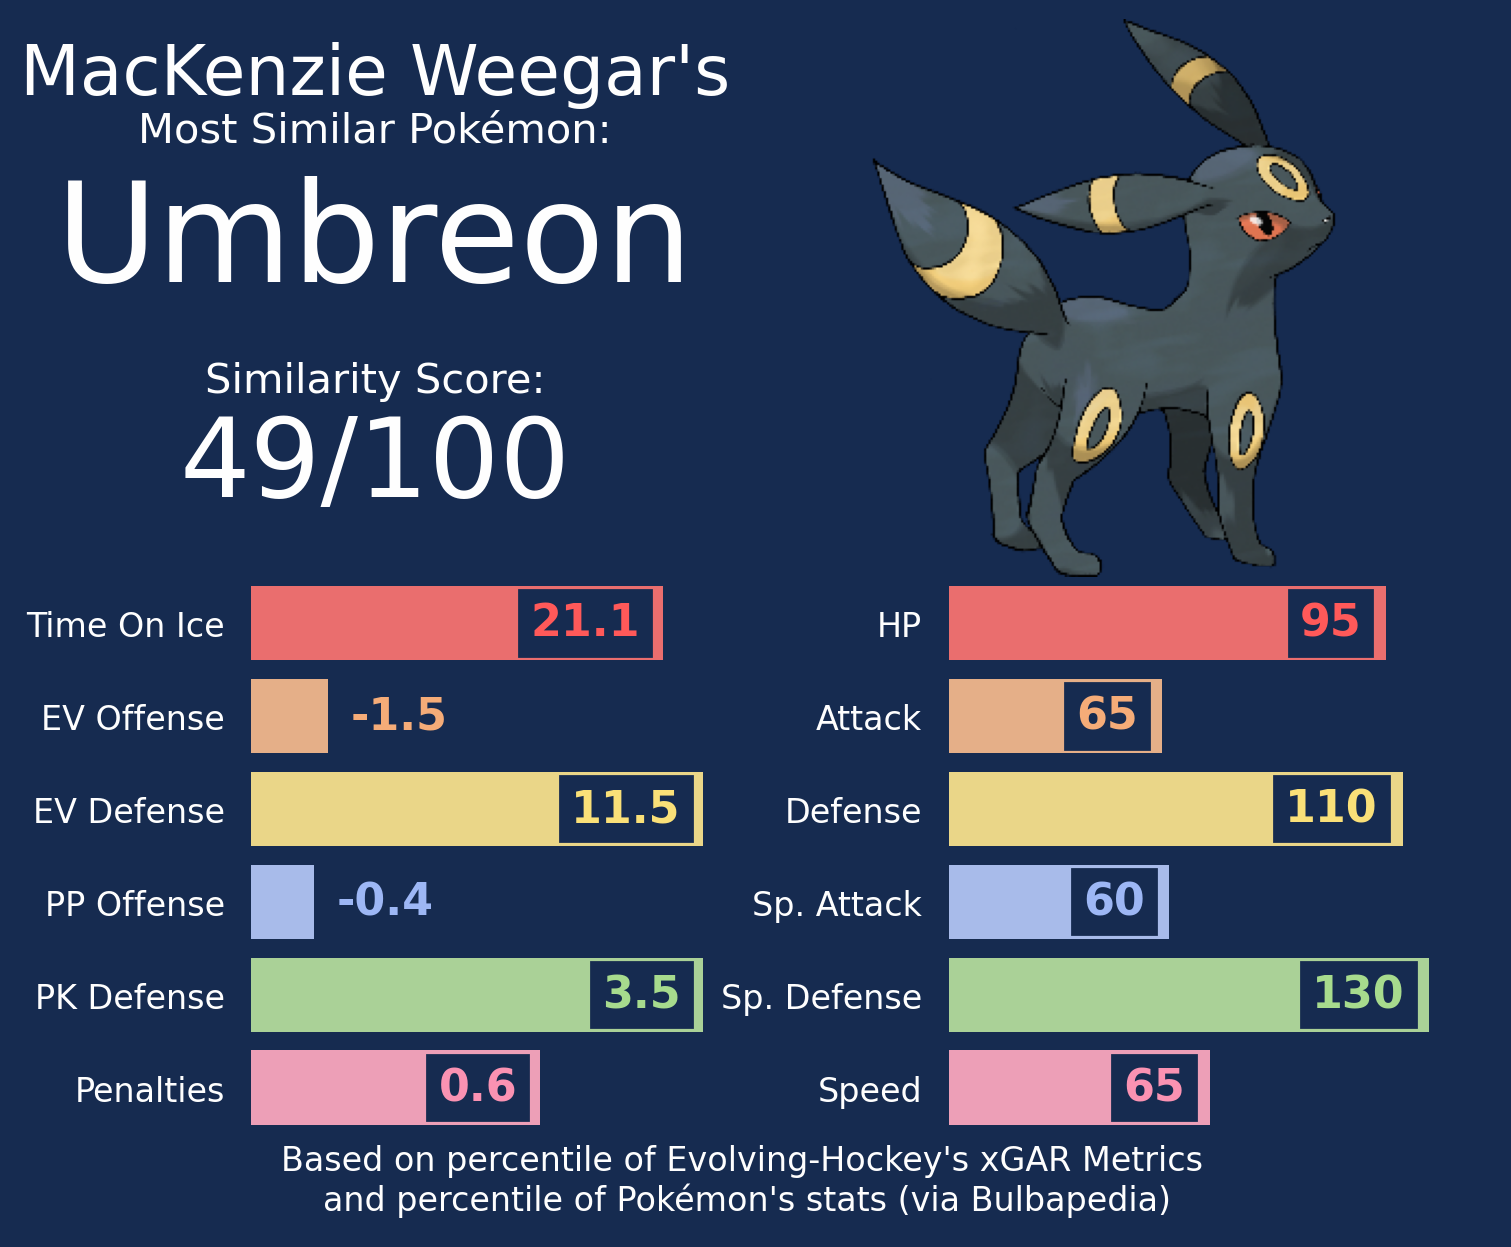 MacKenzie Weegar's
Most Similar Pokémon:
Umbreon
Similarity Score:
49/100
Time On Ice 21.1
EV Offense -1.5
EV Defense 11.5
PP Offense -0.4
PK Defense 3.5
Penalties 0.6
HP 95
Attack 65
Defense 110
Sp. Attack 60
Sp. Defense 130
Speed 65
Based on percentile of Evolving-Hockey's xGAR Metrics
and percentile of Pokémon's stats (via Bulbapedia)